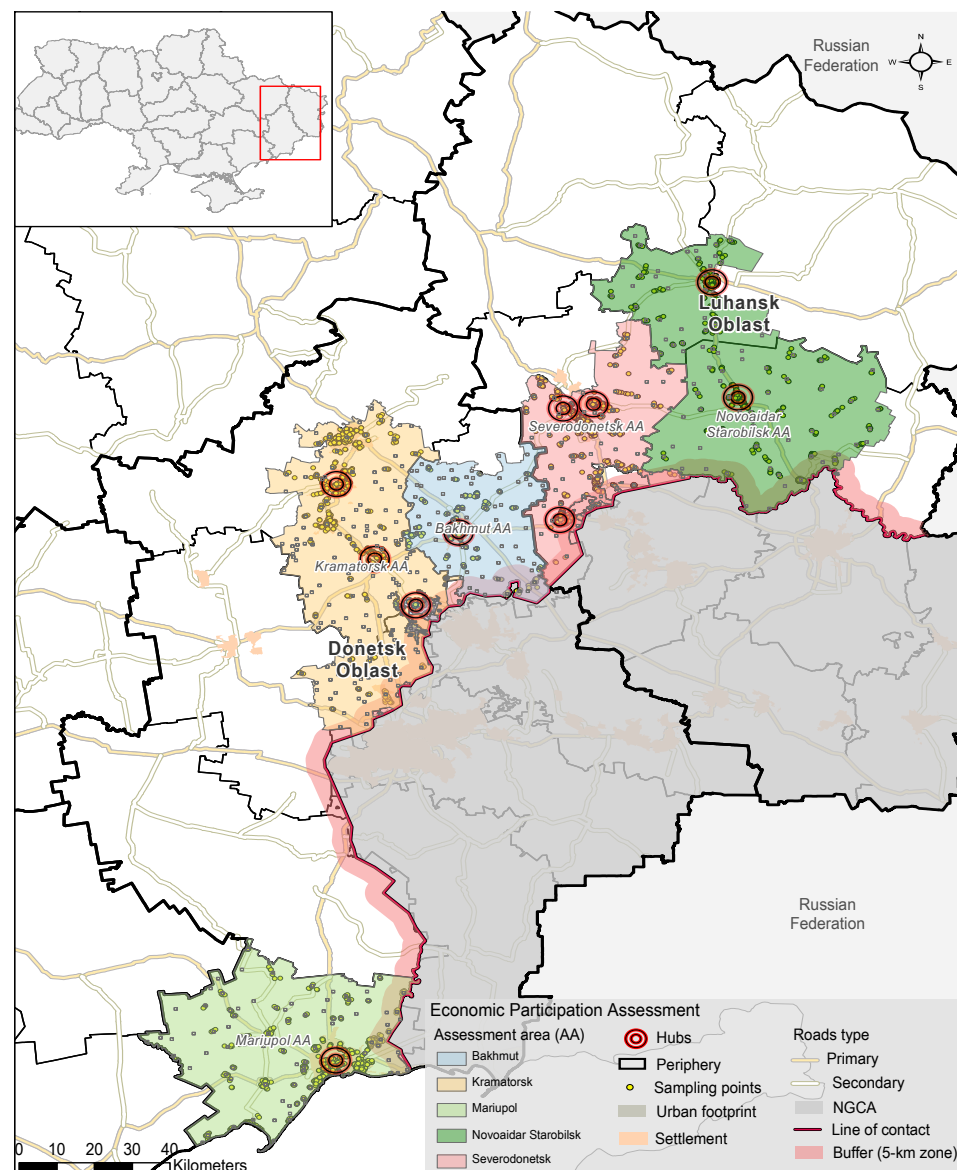 Russian
Federation
N
W
E
S
Luhansk
Oblast
Novoaidar
Starobilsk AA
Severodonetsk AA
Bakhmut AA
Kramatorsk AA
Donetsk
Oblast
Russian
Federation
Mariupol AA
Economic Participation Assessment
Assessment area (AA)
Bakhmut
Kramatorsk
Mariupol
Novoaidar Starobilsk
Severodonetsk
Hubs
Periphery
Sampling points
Urban footprint
Settlement
Roads type
Primary
Secondary
NGCA
Line of contact
Buffer (5-km zone)
0 10 20 30 40
Kilometers